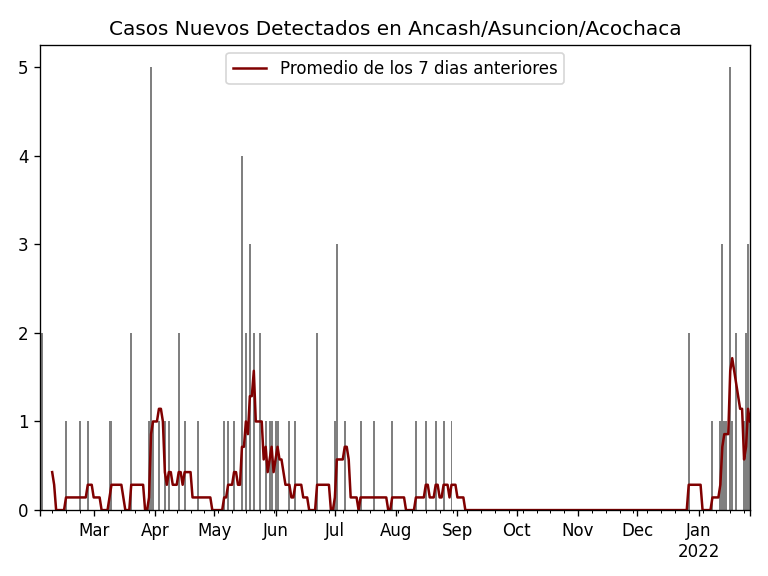 Casos Nuevos Detectados en Ancash/Asuncion/Acochaca
Promedio de los 7 dias anteriores
5
4
3
2
1
0
Mar Apr May Jun Jul Aug Sep Oct Nov Dec Jan
2022